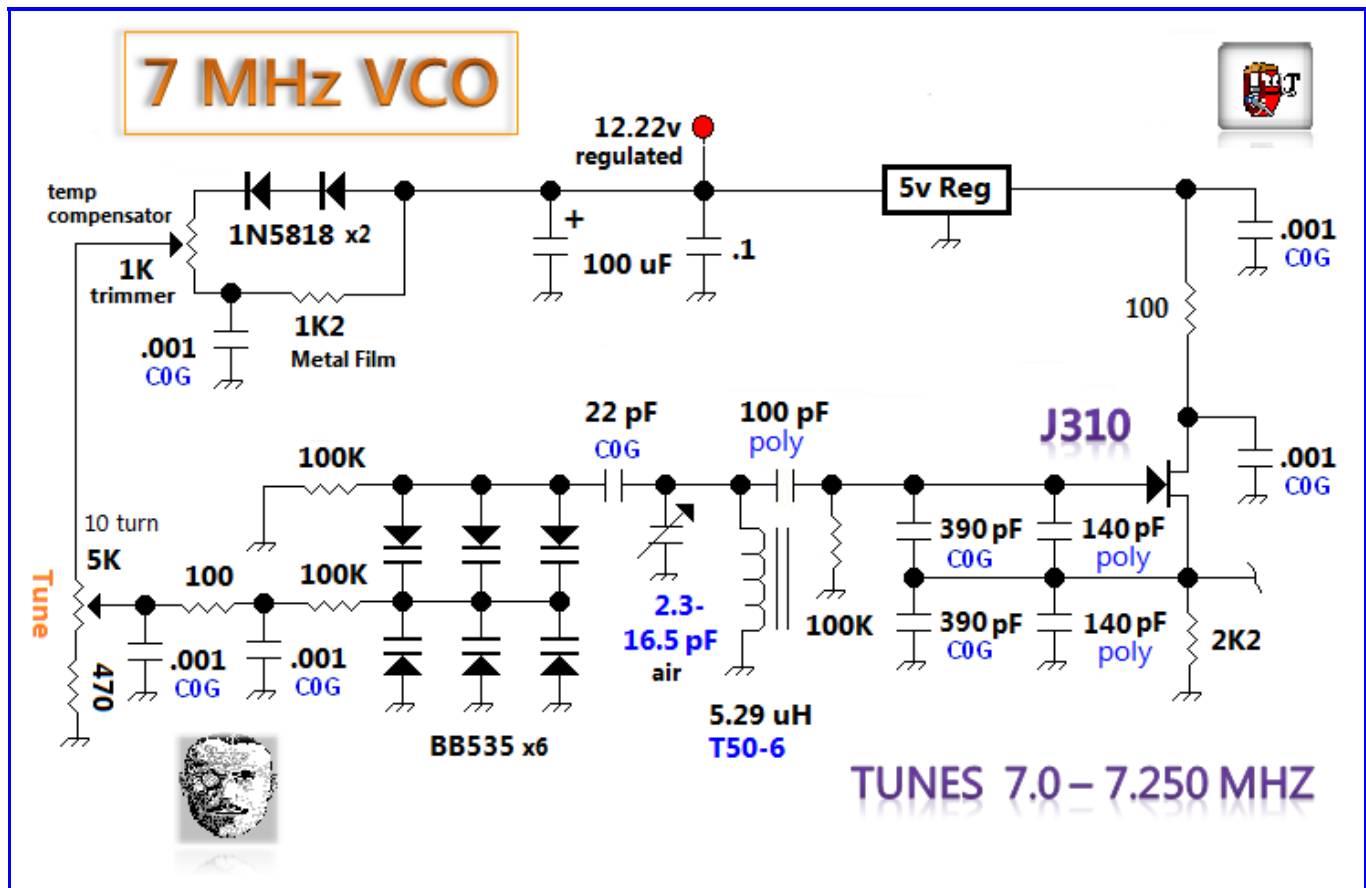 7 MHz VCO
12.22v
regulated
J
temp
compensator
1N5818 x2
1K
trimmer
+
100 uF
.1
5v Reg
.001
C0G
1K2
Metal Film
.001
C0G
100
22 pF
C0G
100 pF
poly
J310
.001
C0G
100K
10 turn
5K
Tune
100
100K
390 pF
C0G
140 pF
poly
2.3-
16.5 pF
air
100K
390 pF
C0G
140 pF
poly
2K2
470
.001
C0G
.001
C0G
BB535 x6
5.29 uH
T50-6
TUNES 7.0 – 7.250 MHZ